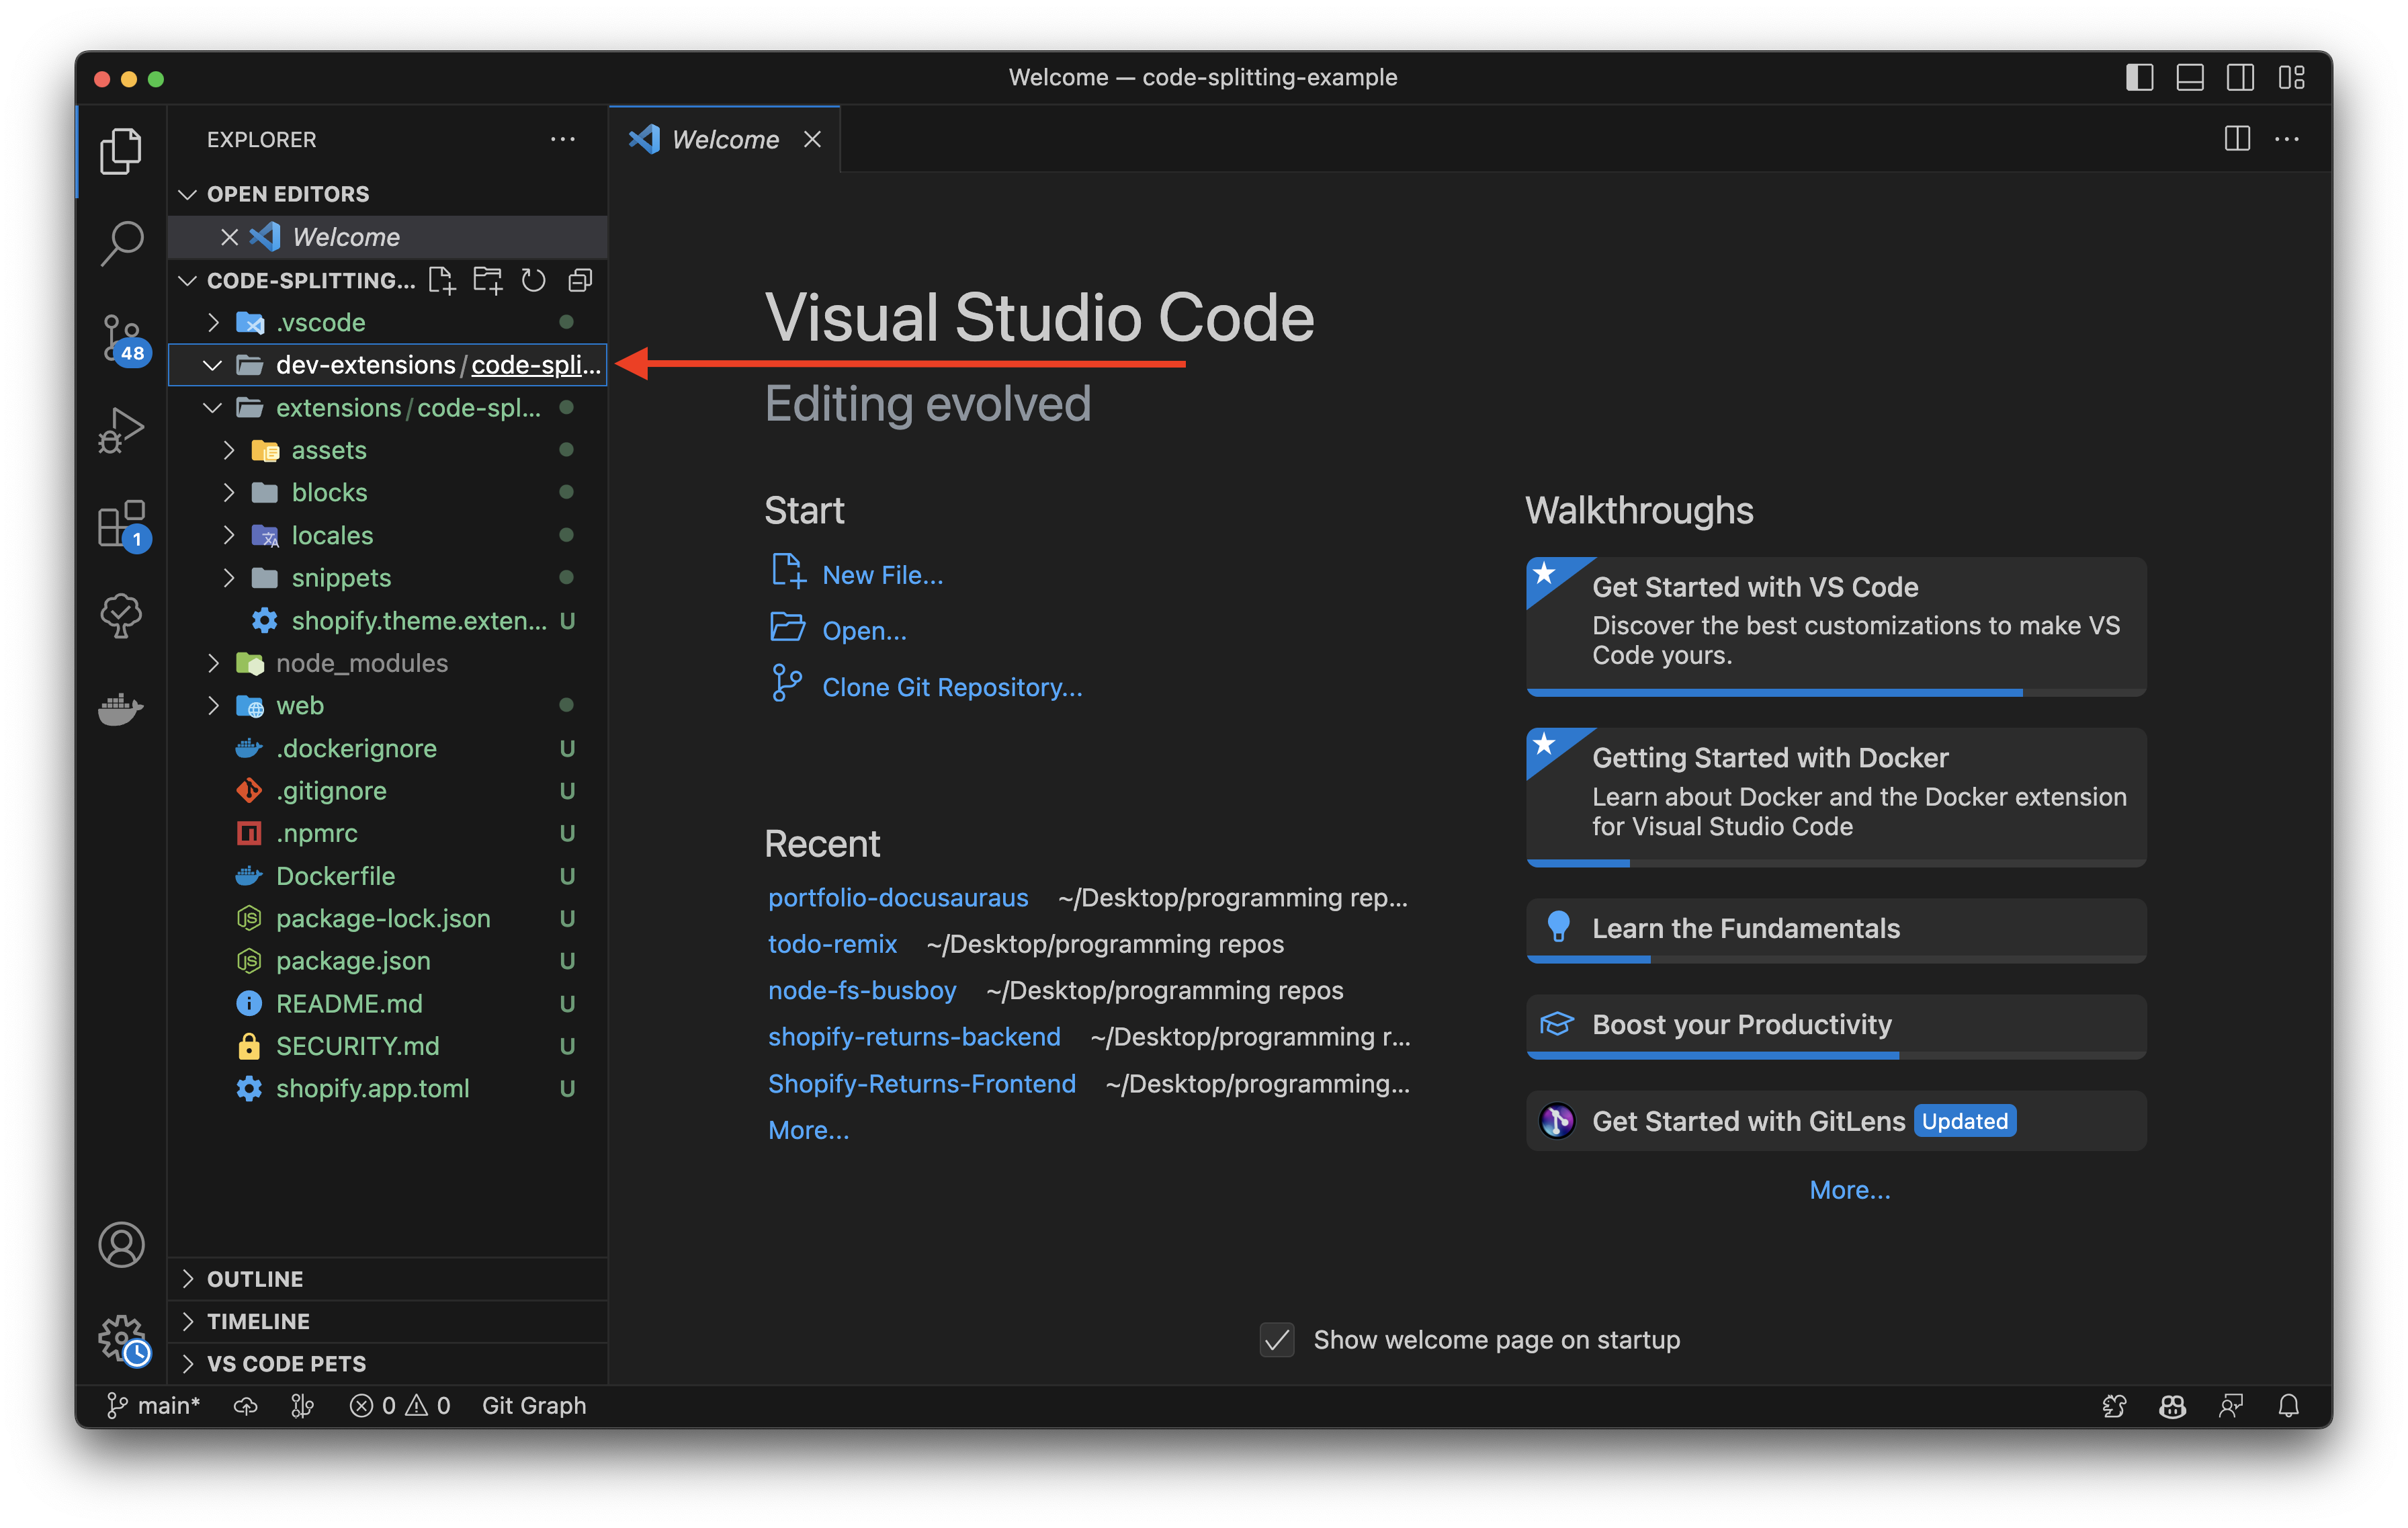 Welcome — code-splitting-example
EXPLORER
OPEN EDITORS
Welcome
CODE-SPLITTING...
.vscode
dev-extensions/code-spli...
extensions/code-spl...
assets
blocks
locales
snippets
shopify.theme.exten... U
node_modules
web
.dockerignore U
.gitignore U
.npmrc U
Dockerfile U
package-lock.json U
package.json U
README.md U
SECURITY.md U
shopify.app.toml U
OUTLINE
TIMELINE
VS CODE PETS
48
1
Welcome
Visual Studio Code
Editing evolved
Start
New File...
Open...
Clone Git Repository...
Recent
portfolio-docusauraus ~/Desktop/programming rep...
todo-remix ~/Desktop/programming repos
node-fs-busboy ~/Desktop/programming repos
shopify-returns-backend ~/Desktop/programming r...
Shopify-Returns-Frontend ~/Desktop/programming...
More...
Walkthroughs
Get Started with VS Code
Discover the best customizations to make VS
Code yours.
Getting Started with Docker
Learn about Docker and the Docker extension
for Visual Studio Code
Learn the Fundamentals
Boost your Productivity
Get Started with GitLens Updated
More...
Show welcome page on startup
main* 0 0 Git Graph